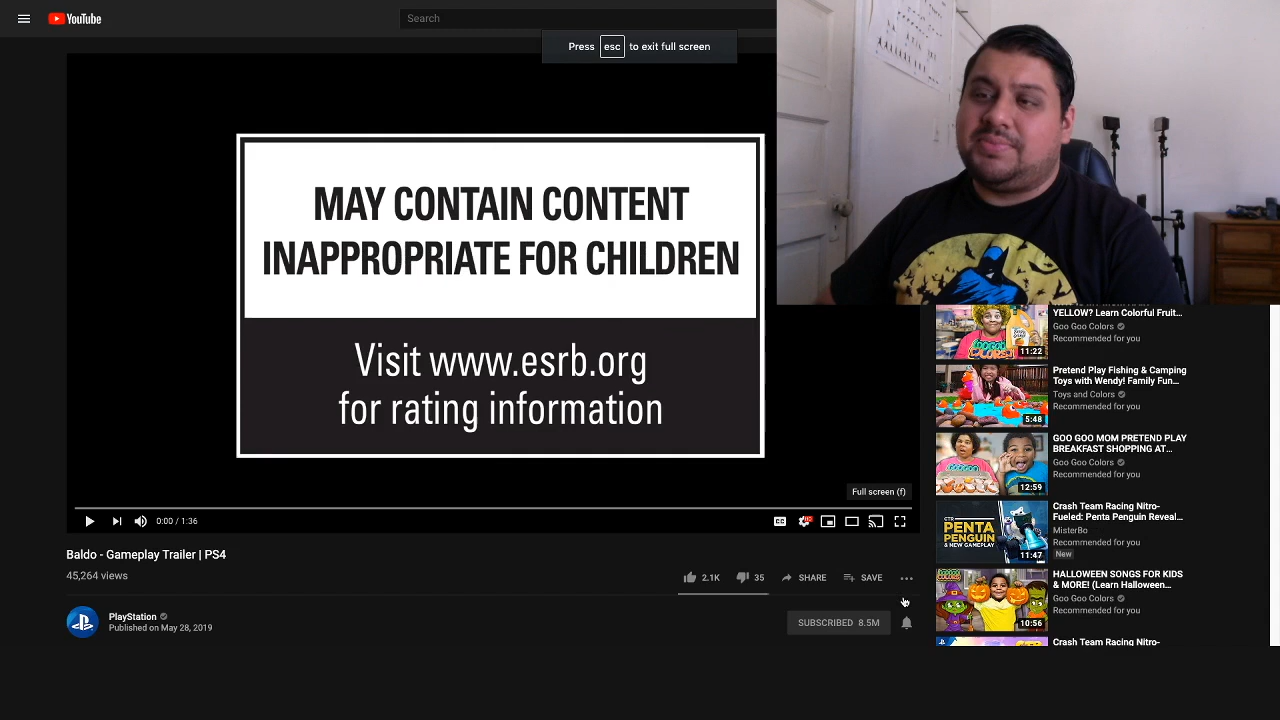 YouTube
Search
Press esc to exit full screen
MAY CONTAIN CONTENT
INAPPROPRIATE FOR CHILDREN
Visit www.esrb.org
for rating information
Full screen (f)
0:00 / 1:36
CC
HD
Baldo - Gameplay Trailer | PS4
45,264 views
2.1K
35
SHARE
SAVE
PlayStation
Published on May 28, 2019
SUBSCRIBED 8.5M
YELLOW? Learn Colorful Fruit...
Goo Goo Colors
Recommended for you
11:22
Pretend Play Fishing & Camping
Toys with Wendy! Family Fun...
Toys and Colors
Recommended for you
5:48
GOO GOO MOM PRETEND PLAY
BREAKFAST SHOPPING AT...
Goo Goo Colors
Recommended for you
12:59
PENTA
PENGUIN
& NEW GAMEPLAY
Crash Team Racing Nitro-
Fueled: Penta Penguin Reveal...
MisterBo
Recommended for you
New
11:47
HALLOWEEN SONGS FOR KIDS
& MORE! (Learn Halloween...
Goo Goo Colors
Recommended for you
10:56
Crash Team Racing Nitro-